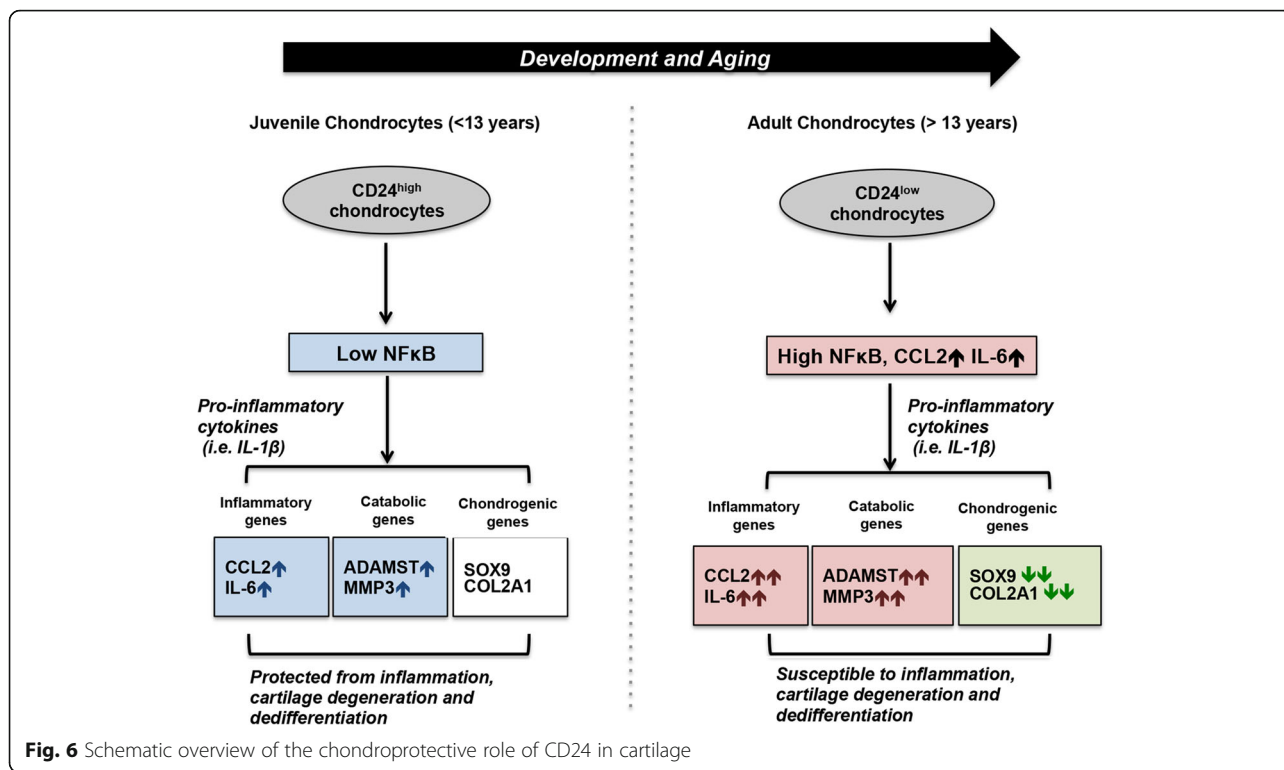 Development and Aging
Juvenile Chondrocytes (<13 years)
CD24high
chondrocytes
Low NFκB
Pro-inflammatory
cytokines
(i.e. IL-1β)
Inflammatory
genes
Catabolic
genes
Chondrogenic
genes
CCL2↑
IL-6↑
ADAMST↑
MMP3↑
SOX9
COL2A1
Protected from inflammation,
cartilage degeneration and
dedifferentiation
Adult Chondrocytes (> 13 years)
CD24low
chondrocytes
High NFκB, CCL2↑ IL-6↑
Pro-inflammatory
cytokines
(i.e. IL-1β)
Inflammatory
genes
Catabolic
genes
Chondrogenic
genes
CCL2↑↑
IL-6↑↑
ADAMST↑↑
MMP3↑↑
SOX9↓↓
COL2A1↓↓
Susceptible to inflammation,
cartilage degeneration and
dedifferentiation
Fig. 6 Schematic overview of the chondroprotective role of CD24 in cartilage